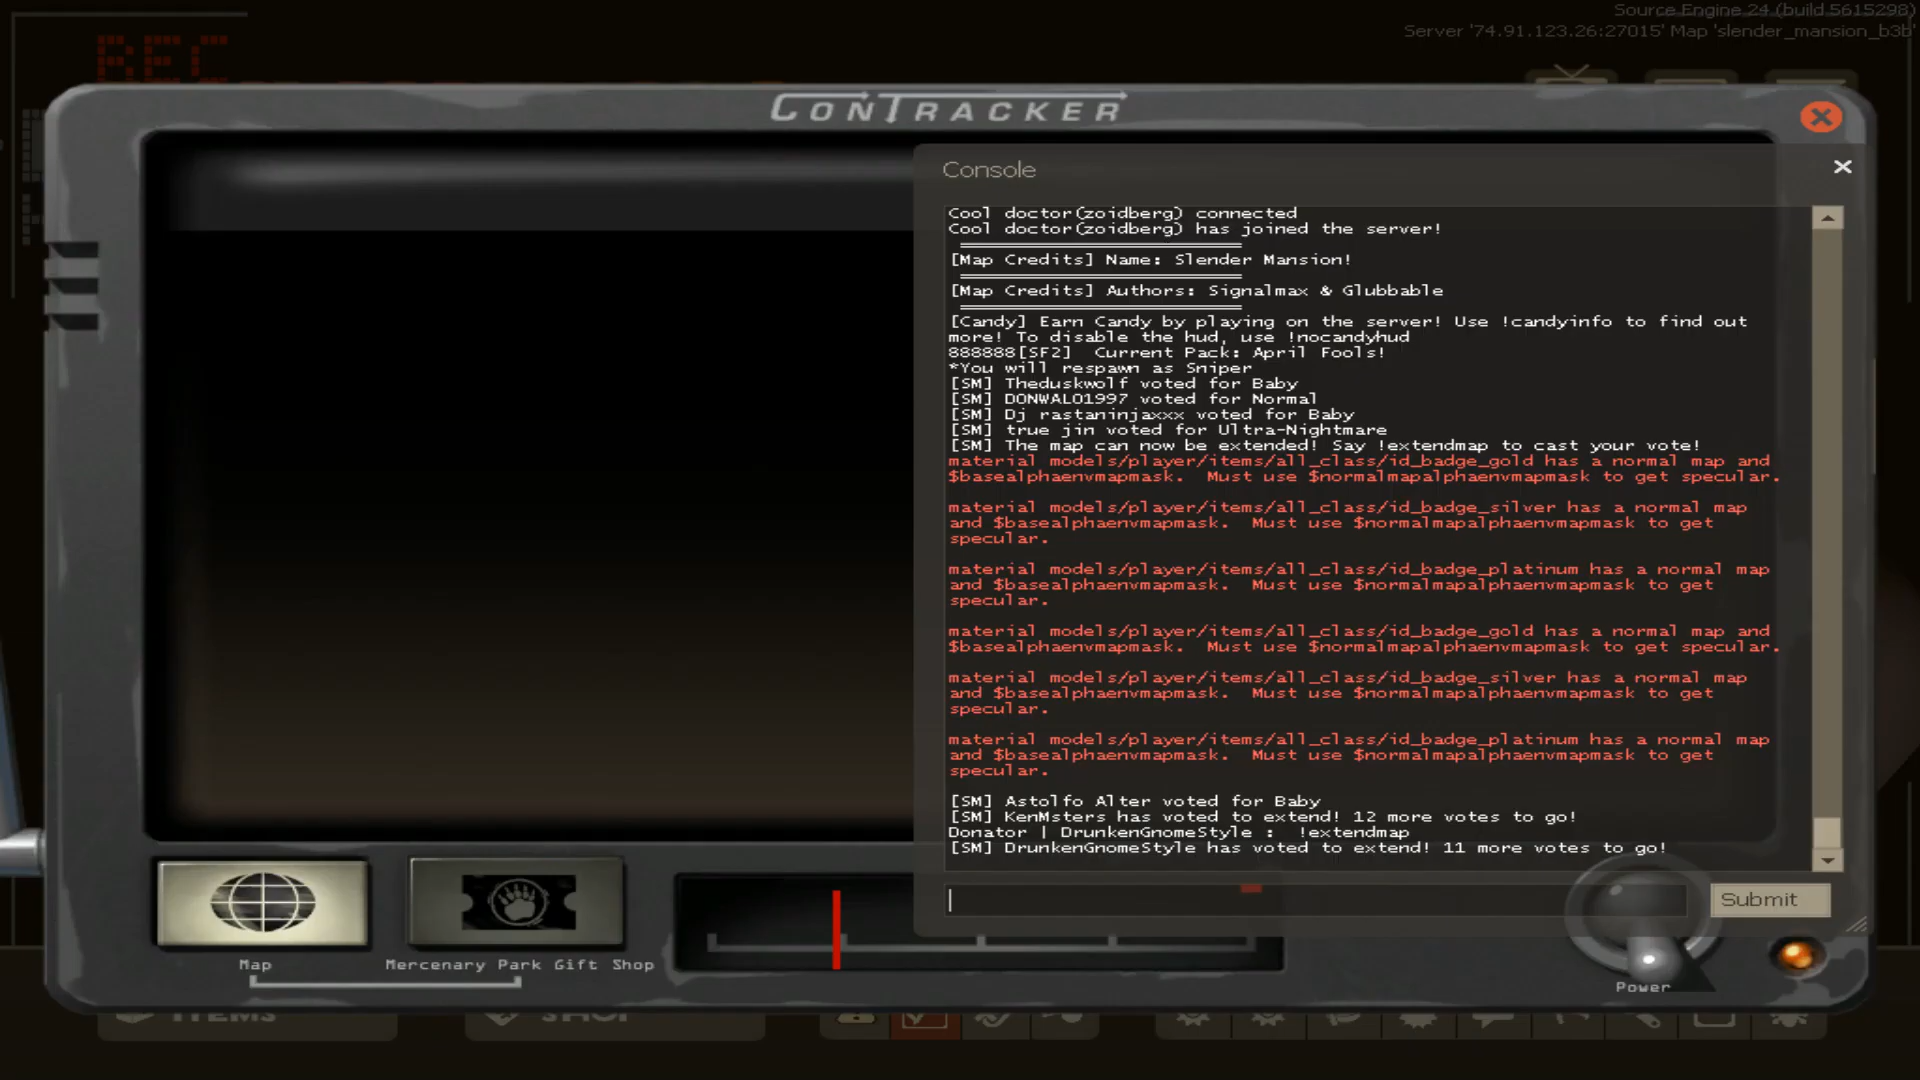 Source Engine 24 (build 5615298)
Server '74.91.123.26:27015' Map 'slender_mansion_b3b'
REC
CONTRACKER
Console
Cool doctor(zoidberg) connected
Cool doctor(zoidberg) has joined the server!
[Map Credits] Name: Slender Mansion!
[Map Credits] Authors: Signalmax & Glubbable
[Candy] Earn Candy by playing on the server! Use !candyinfo to find out
more! To disable the hud, use !nocandyhud
888888[SF2]  Current Pack: April Fools!
*You will respawn as Sniper
[SM] Theduskwolf voted for Baby
[SM] DONWALO1997 voted for Normal
[SM] Dj rastaninjaxxx voted for Baby
[SM] true jin voted for Ultra-Nightmare
[SM] The map can now be extended! Say !extendmap to cast your vote!
material models/player/items/all_class/id_badge_gold has a normal map and
$basealphaenvmapmask.  Must use $normalmapalphaenvmapmask to get specular.
material models/player/items/all_class/id_badge_silver has a normal map
and $basealphaenvmapmask.  Must use $normalmapalphaenvmapmask to get
specular.
material models/player/items/all_class/id_badge_platinum has a normal map
and $basealphaenvmapmask.  Must use $normalmapalphaenvmapmask to get
specular.
material models/player/items/all_class/id_badge_gold has a normal map and
$basealphaenvmapmask.  Must use $normalmapalphaenvmapmask to get specular.
material models/player/items/all_class/id_badge_silver has a normal map
and $basealphaenvmapmask.  Must use $normalmapalphaenvmapmask to get
specular.
material models/player/items/all_class/id_badge_platinum has a normal map
and $basealphaenvmapmask.  Must use $normalmapalphaenvmapmask to get
specular.
[SM] Astolfo Alter voted for Baby
[SM] KenMsters has voted to extend! 12 more votes to go!
Donator | DrunkenGnomeStyle :  !extendmap
[SM] DrunkenGnomeStyle has voted to extend! 11 more votes to go!
Submit
Map
Mercenary Park Gift Shop
Power
ITEMS
SHOP